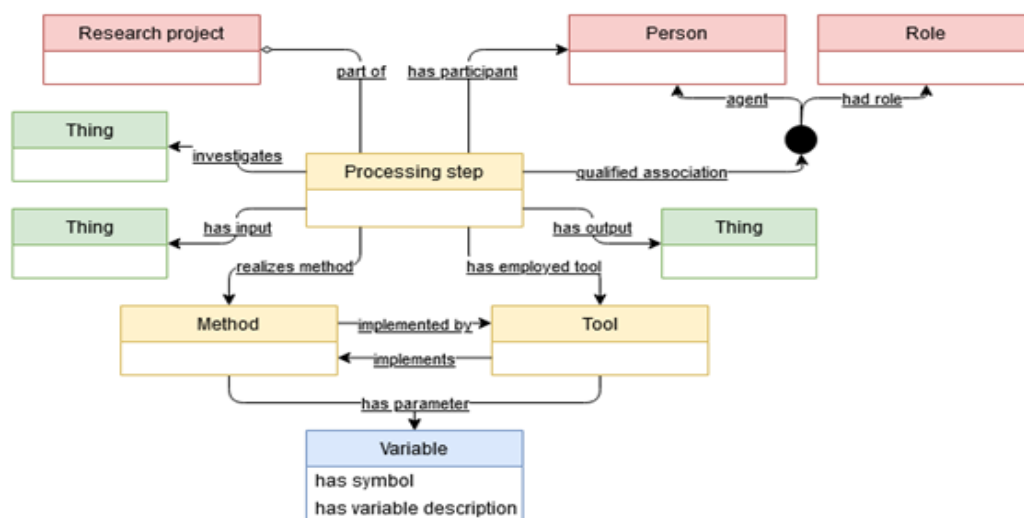 Research project
Person
Role
part of
has participant
agent
had role
Thing
investigates
Processing step
qualified association
Thing
has input
has output
Thing
realizes method
has employed tool
Method
implemented by
Tool
implements
has parameter
Variable
has symbol
has variable description